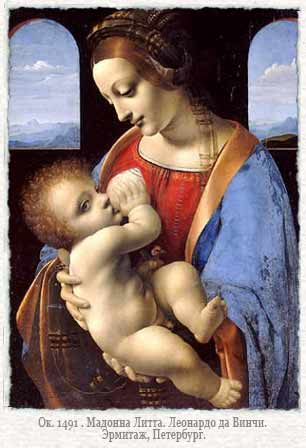 Ок. 1491 . Мадонна Литта. Леонардо да Винчи.
Эрмитаж, Петербург.